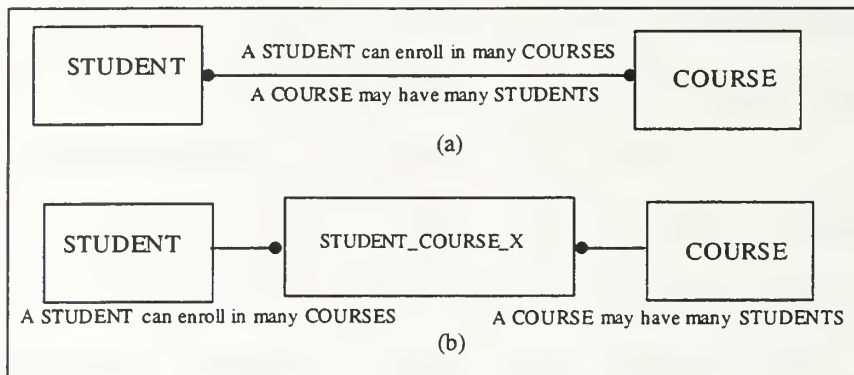 STUDENT
A STUDENT can enroll in many COURSES
A COURSE may have many STUDENTS
COURSE
(a)
STUDENT
STUDENT_COURSE_X
COURSE
A STUDENT can enroll in many COURSES
A COURSE may have many STUDENTS
(b)